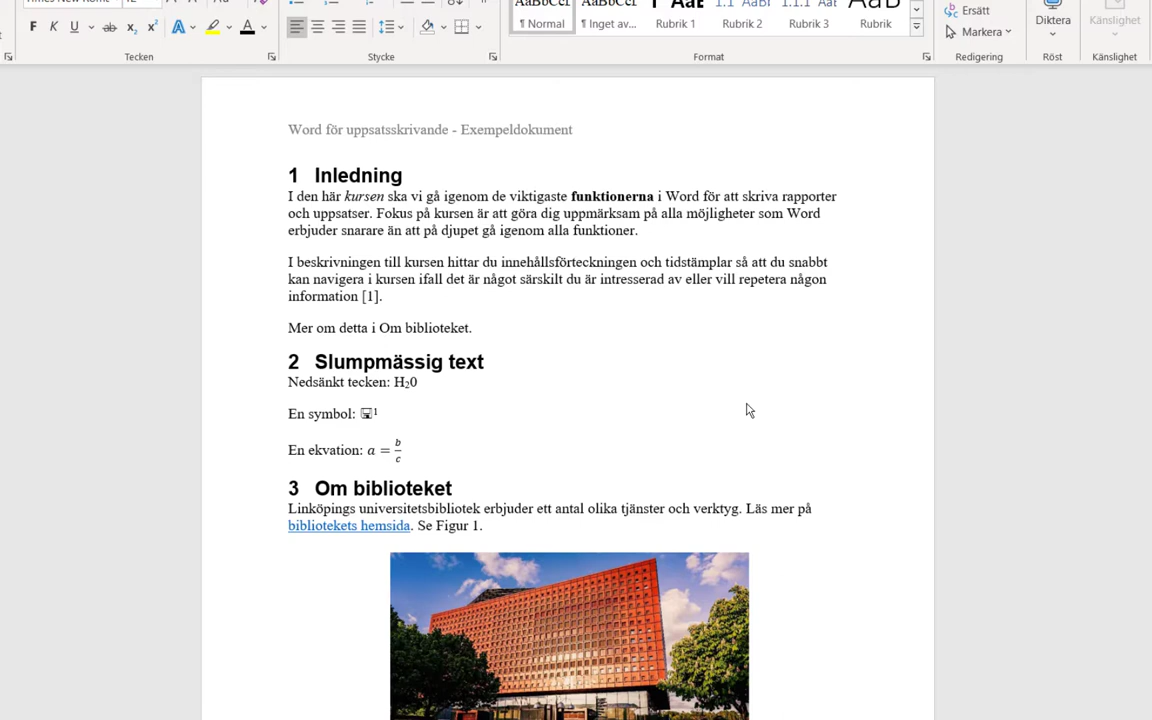 Ersätt
Diktera
Känslighet
F K U ab x₂ x² A A
¶ Normal ¶ Inget av... Rubrik 1 Rubrik 2 Rubrik 3 Rubrik
Markera
Tecken Stycke Format Redigering Röst Känslighet
Word för uppsatsskrivande - Exempeldokument
1 Inledning
I den här kursen ska vi gå igenom de viktigaste funktionerna i Word för att skriva rapporter
och uppsatser. Fokus på kursen är att göra dig uppmärksam på alla möjligheter som Word
erbjuder snarare än att på djupet gå igenom alla funktioner.
I beskrivningen till kursen hittar du innehållsförteckningen och tidstämplar så att du snabbt
kan navigera i kursen ifall det är något särskilt du är intresserad av eller vill repetera någon
information [1].
Mer om detta i Om biblioteket.
2 Slumpmässig text
Nedsänkt tecken: H₂0
En symbol: 🖫¹
En ekvation: a = b/c
3 Om biblioteket
Linköpings universitetsbibliotek erbjuder ett antal olika tjänster och verktyg. Läs mer på
bibliotekets hemsida. Se Figur 1.